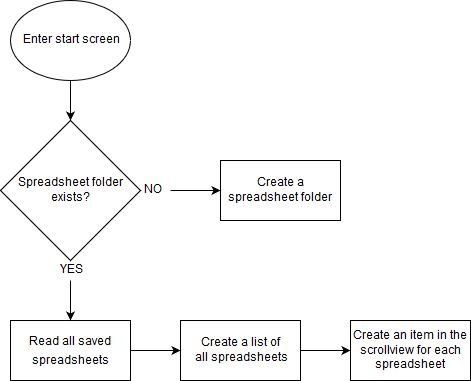 Enter start screen
Spreadsheet folder
exists?
NO
Create a
spreadsheet folder
YES
Read all saved
spreadsheets
Create a list of
all spreadsheets
Create an item in the
scrollview for each
spreadsheet